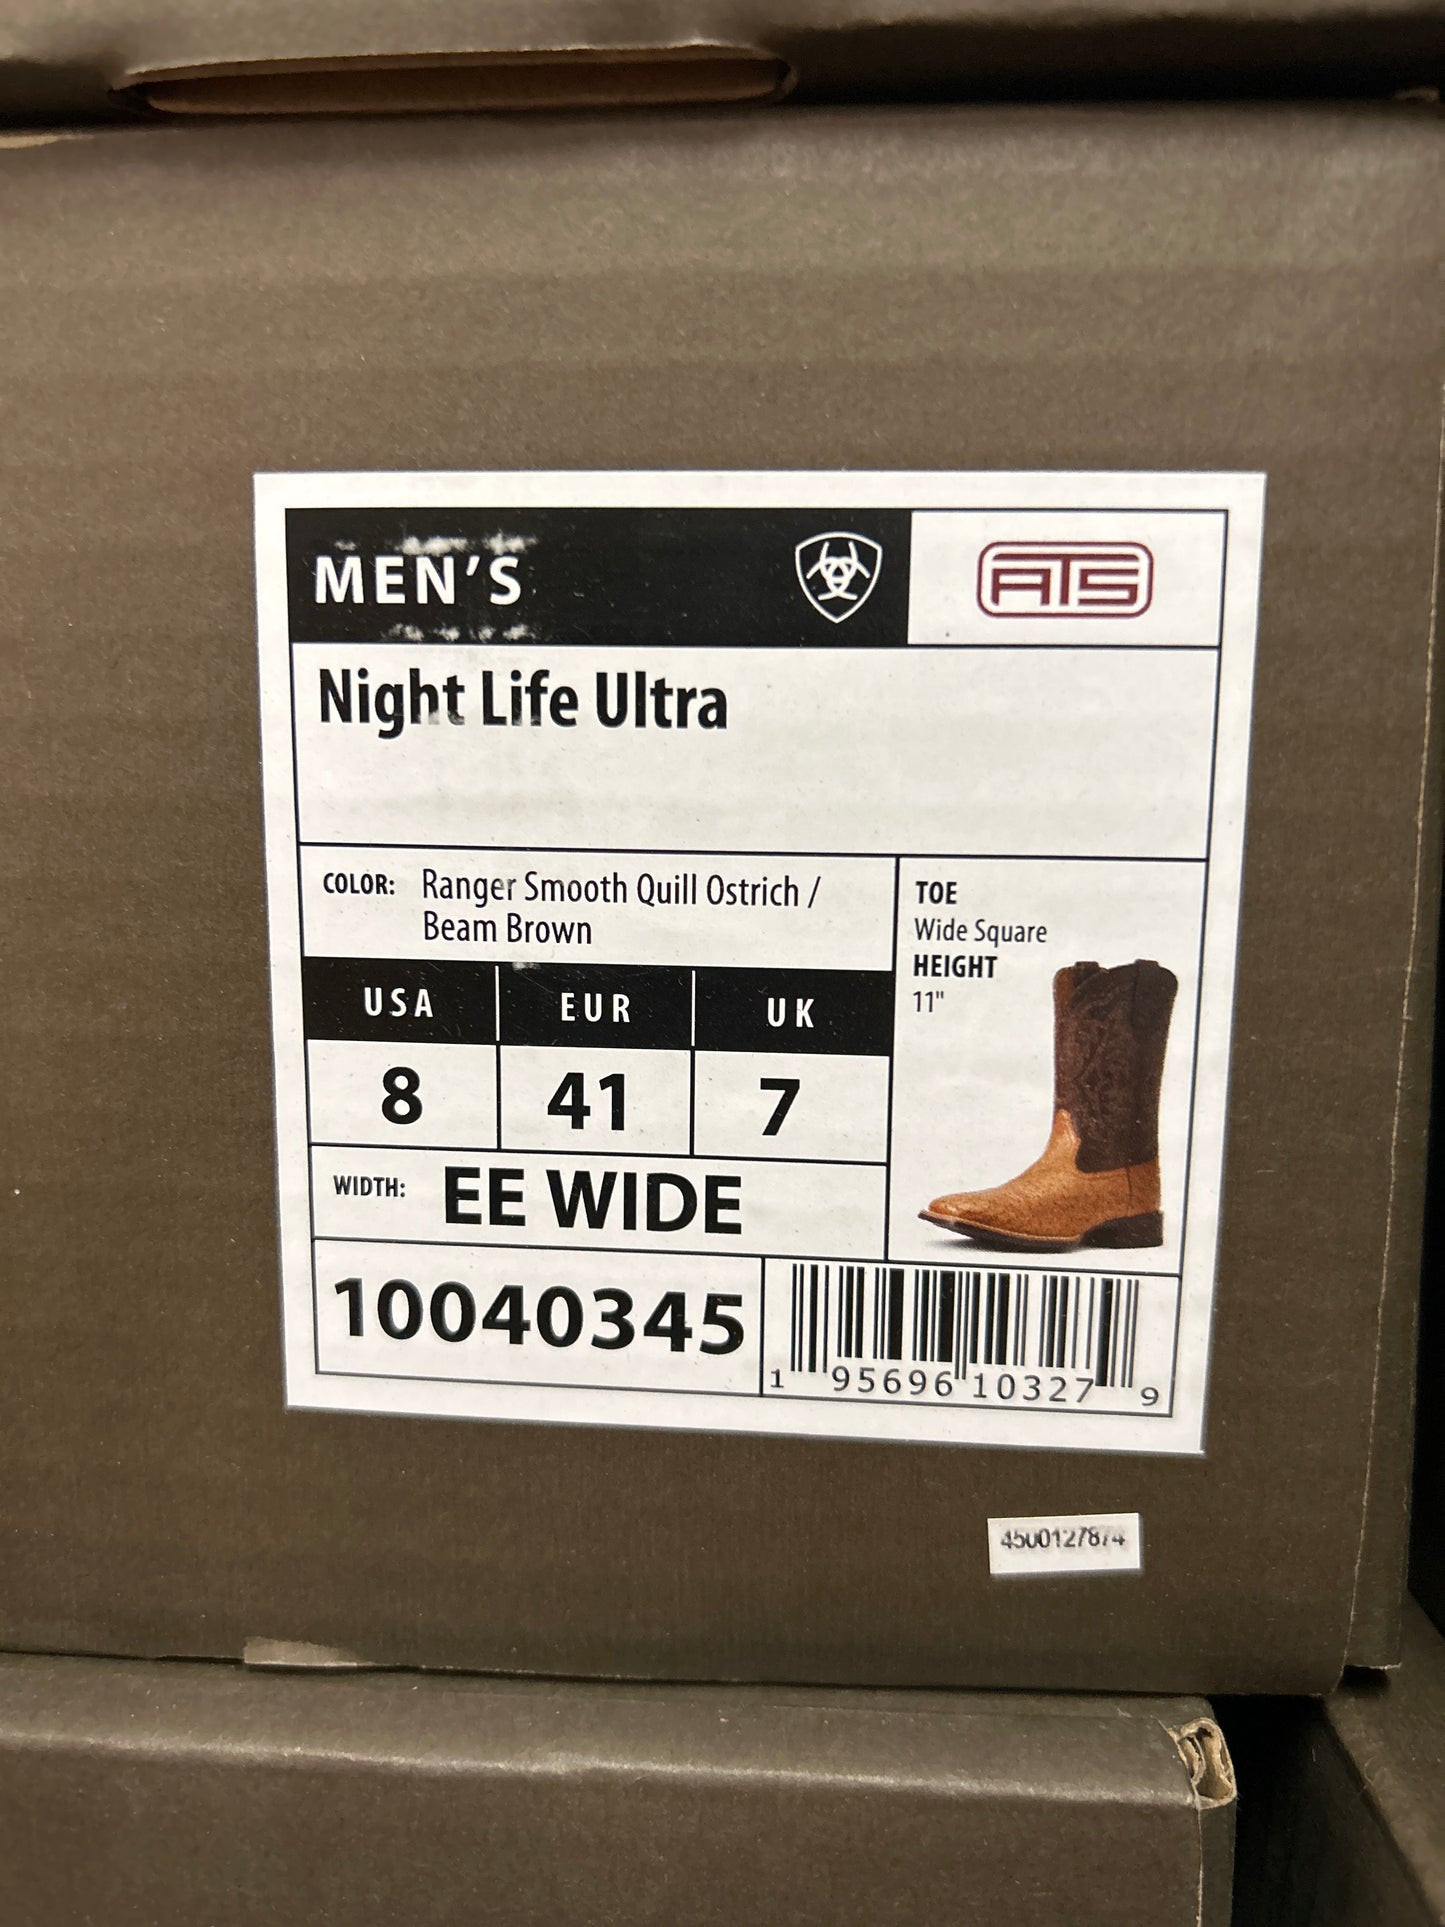 MEN'S
ATS
Night Life Ultra
COLOR: Ranger Smooth Quill Ostrich /
Beam Brown
TOE
Wide Square
HEIGHT
11"
USA EUR UK
8 41 7
WIDTH: EE WIDE
10040345
1 95696 10327 9
4500127874